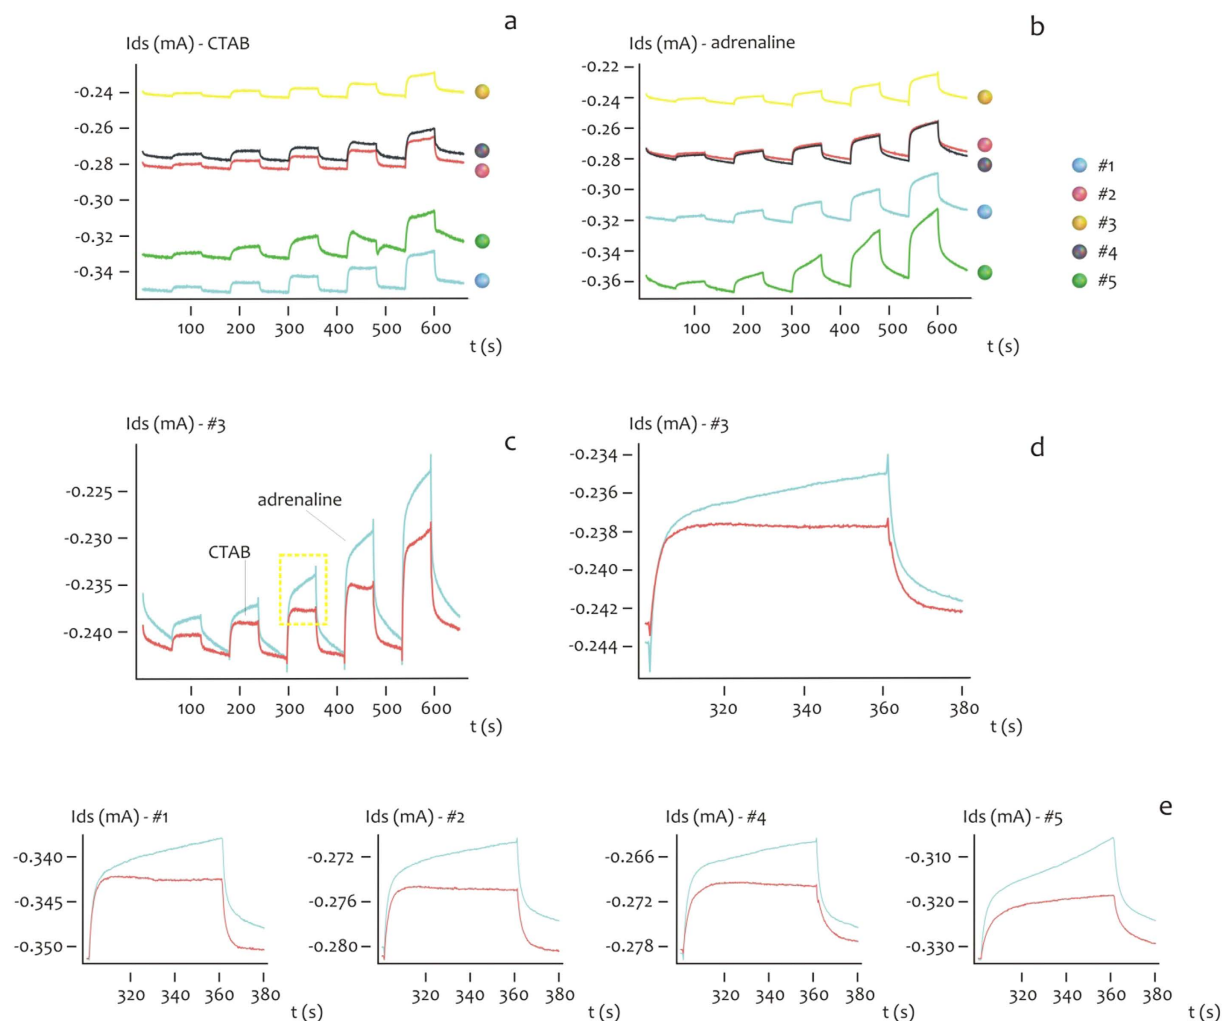 a
Ids (mA) - CTAB
-0.24
-0.26
-0.28
-0.30
-0.32
-0.34
100 200 300 400 500 600
t (s)
b
Ids (mA) - adrenaline
-0.22
-0.24
-0.26
-0.28
-0.30
-0.32
-0.34
-0.36
100 200 300 400 500 600
t (s)
#1
#2
#3
#4
#5
Ids (mA) - #3
c
-0.225
-0.230
-0.235
-0.240
adrenaline
CTAB
100 200 300 400 500 600
t (s)
Ids (mA) - #3
d
-0.234
-0.236
-0.238
-0.240
-0.242
-0.244
320 340 360 380
t (s)
e
Ids (mA) - #1
-0.340
-0.345
-0.350
320 340 360 380
t (s)
Ids (mA) - #2
-0.272
-0.276
-0.280
320 340 360 380
t (s)
Ids (mA) - #4
-0.266
-0.272
-0.278
320 340 360 380
t (s)
Ids (mA) - #5
-0.310
-0.320
-0.330
320 340 360 380
t (s)